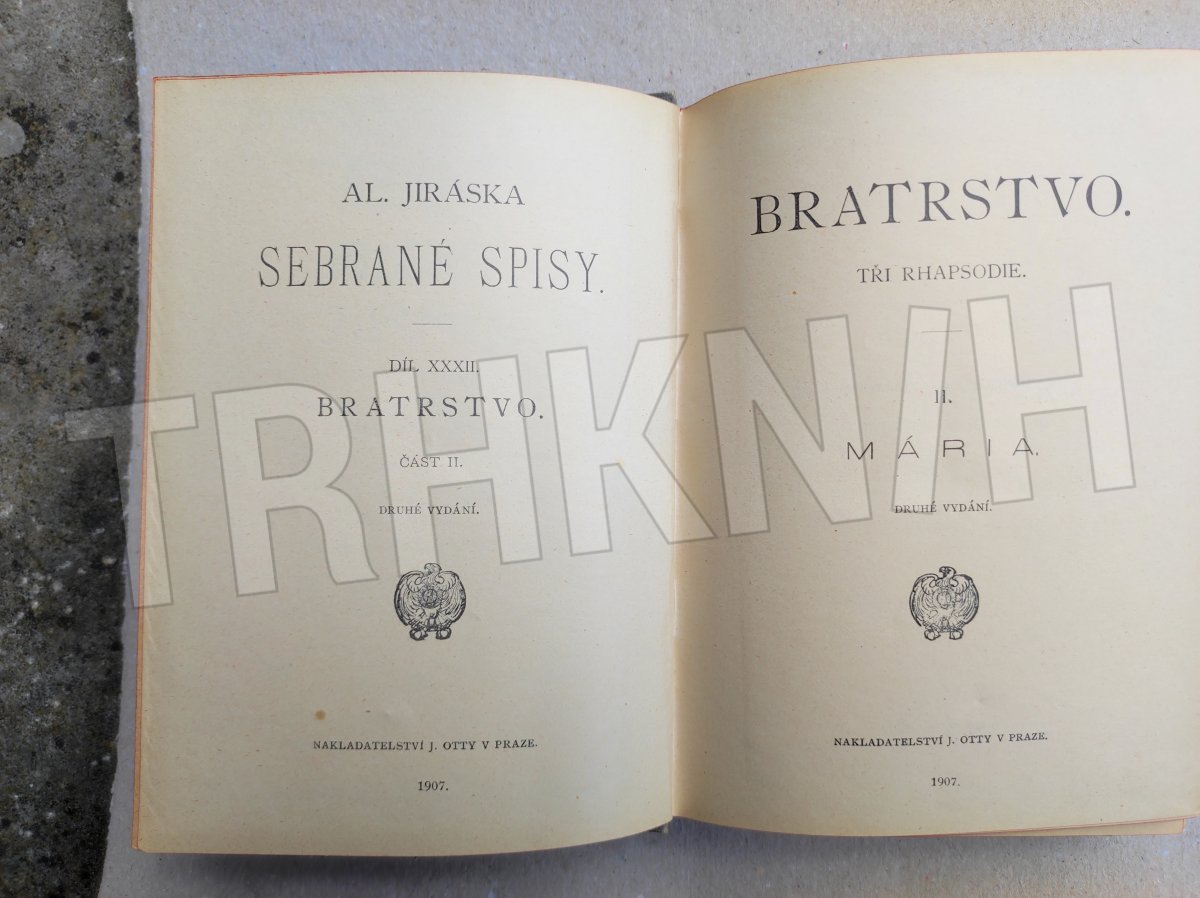 AL. JIRÁSKA
SEBRANÉ SPISY.
DÍL XXXII.
BRATRSTVO.
ČÁST II.
DRUHÉ VYDÁNÍ.
NAKLADATELSTVÍ J. OTTY V PRAZE.
1907.
BRATRSTVO.
TŘI RHAPSODIE.
II.
MÁRIA.
DRUHÉ VYDÁNÍ.
NAKLADATELSTVÍ J. OTTY V PRAZE.
1907.
TRHKNIH